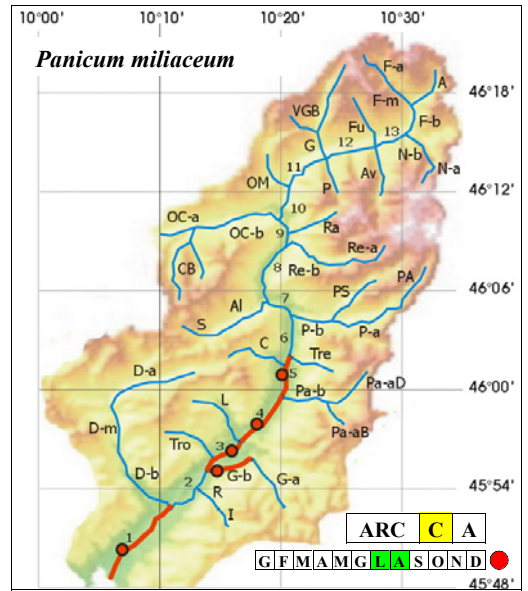 10°00' 10°10' 10°20' 10°30'
Panicum miliaceum
F-a
A
46°18'
F-m
VGB
F-b
Fu
13
12
G
N-b
11
N-a
Av
OM
P
46°12'
10
OC-a
Ra
OC-b
9
Re-a
CB
8
Re-b
PA
46°06'
PS
7
Al
S
P-b
P-a
6
C
Tre
D-a
5
46°00'
Pa-b
Pa-aD
L
4
D-m
Pa-aB
Tro
3
D-b
G-b
G-a
2
45°54'
R
I
ARC C A
1
G F M A M G L A S O N D
45°48'